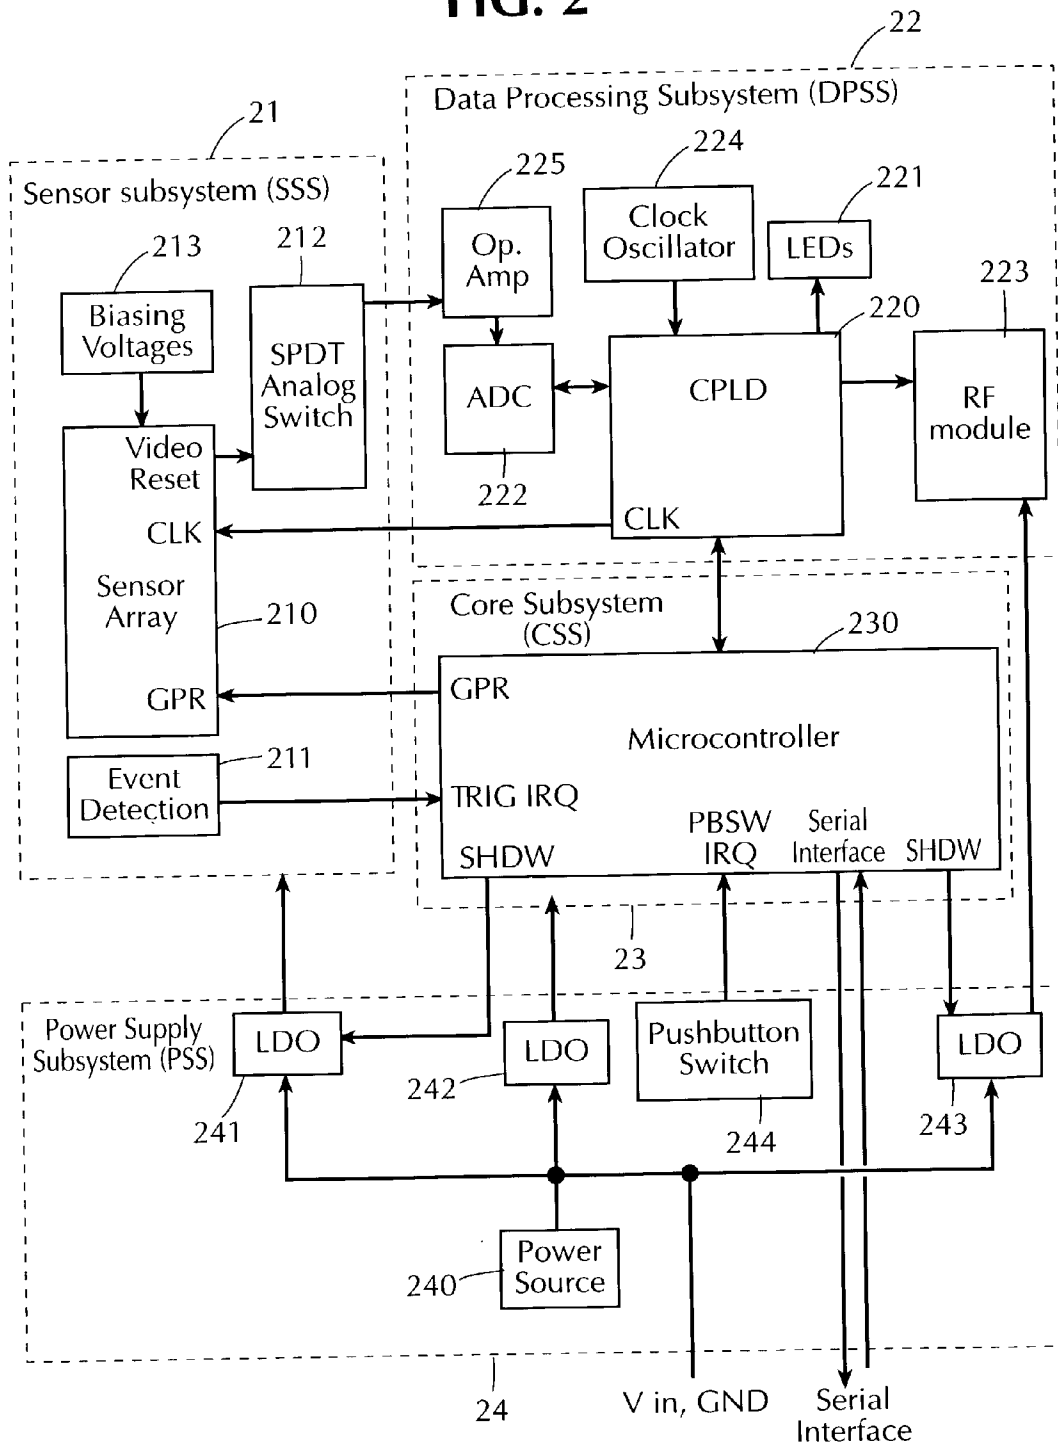 FIG. 2
22
Data Processing Subsystem (DPSS)
21
Sensor subsystem (SSS)
225
224
221
Op.
Amp
Clock
Oscillator
LEDs
213
212
223
Biasing
Voltages
220
SPDT
Analog
Switch
ADC
CPLD
RF
module
Video
Reset
222
CLK
CLK
Sensor
Array
210
Core Subsystem
(CSS)
230
GPR
GPR
Microcontroller
211
Event
Detection
TRIG IRQ
PBSW
IRQ
Serial
Interface
SHDW
SHDW
23
Power Supply
Subsystem (PSS)
LDO
LDO
Pushbutton
Switch
LDO
241
242
244
243
Power
Source
240
24
V in, GND
Serial
Interface